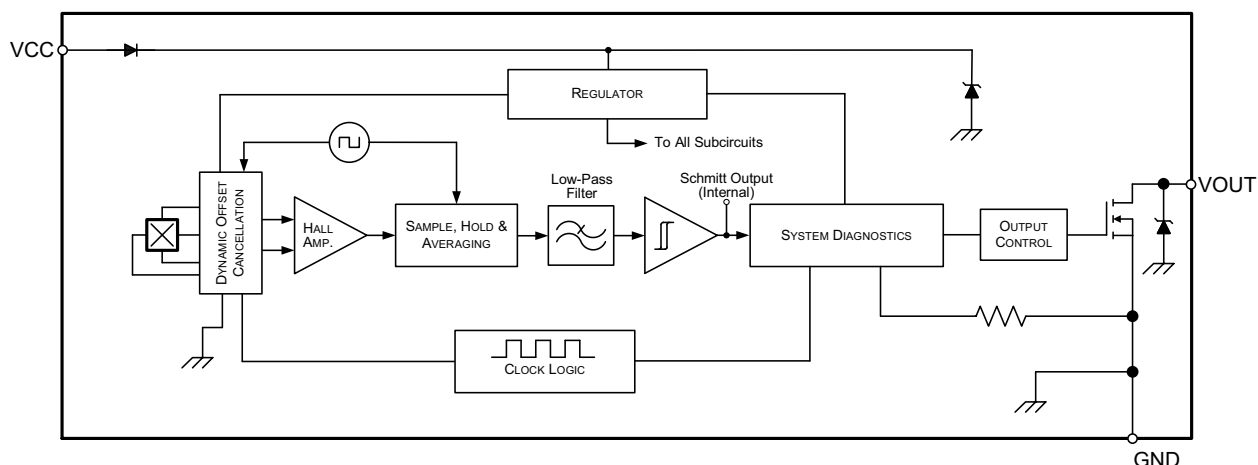 VCC
REGULATOR
To All Subcircuits
Low-Pass
Filter
Schmitt Output
(Internal)
VOUT
DYNAMIC OFFSET
CANCELLATION
HALL
AMP.
SAMPLE, HOLD &
AVERAGING
SYSTEM DIAGNOSTICS
OUTPUT
CONTROL
CLOCK LOGIC
GND